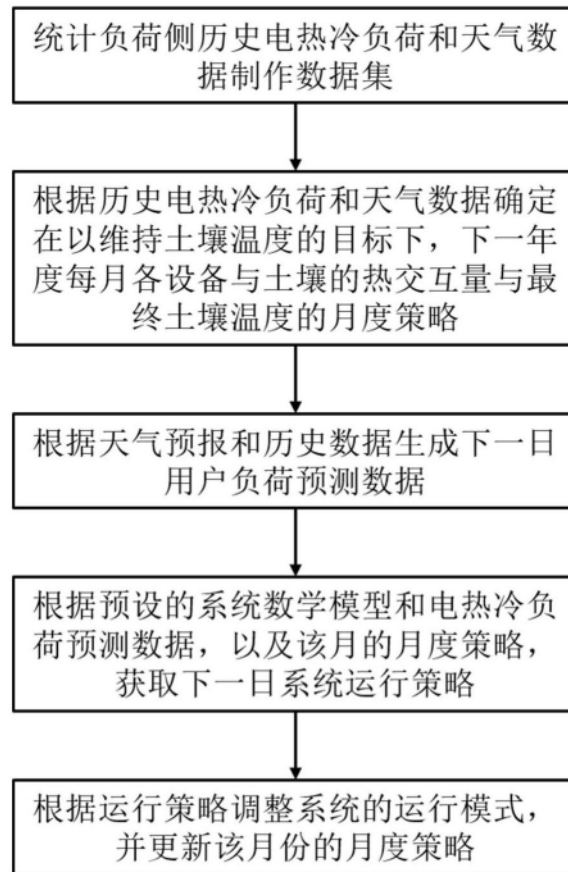 统计负荷侧历史电热冷负荷和天气数
据制作数据集
根据历史电热冷负荷和天气数据确定
在以维持土壤温度的目标下，下一年
度每月各设备与土壤的热交互量与最
终土壤温度的月度策略
根据天气预报和历史数据生成下一日
用户负荷预测数据
根据预设的系统数学模型和电热冷负
荷预测数据，以及该月的月度策略，
获取下一日系统运行策略
根据运行策略调整系统的运行模式，
并更新该月份的月度策略